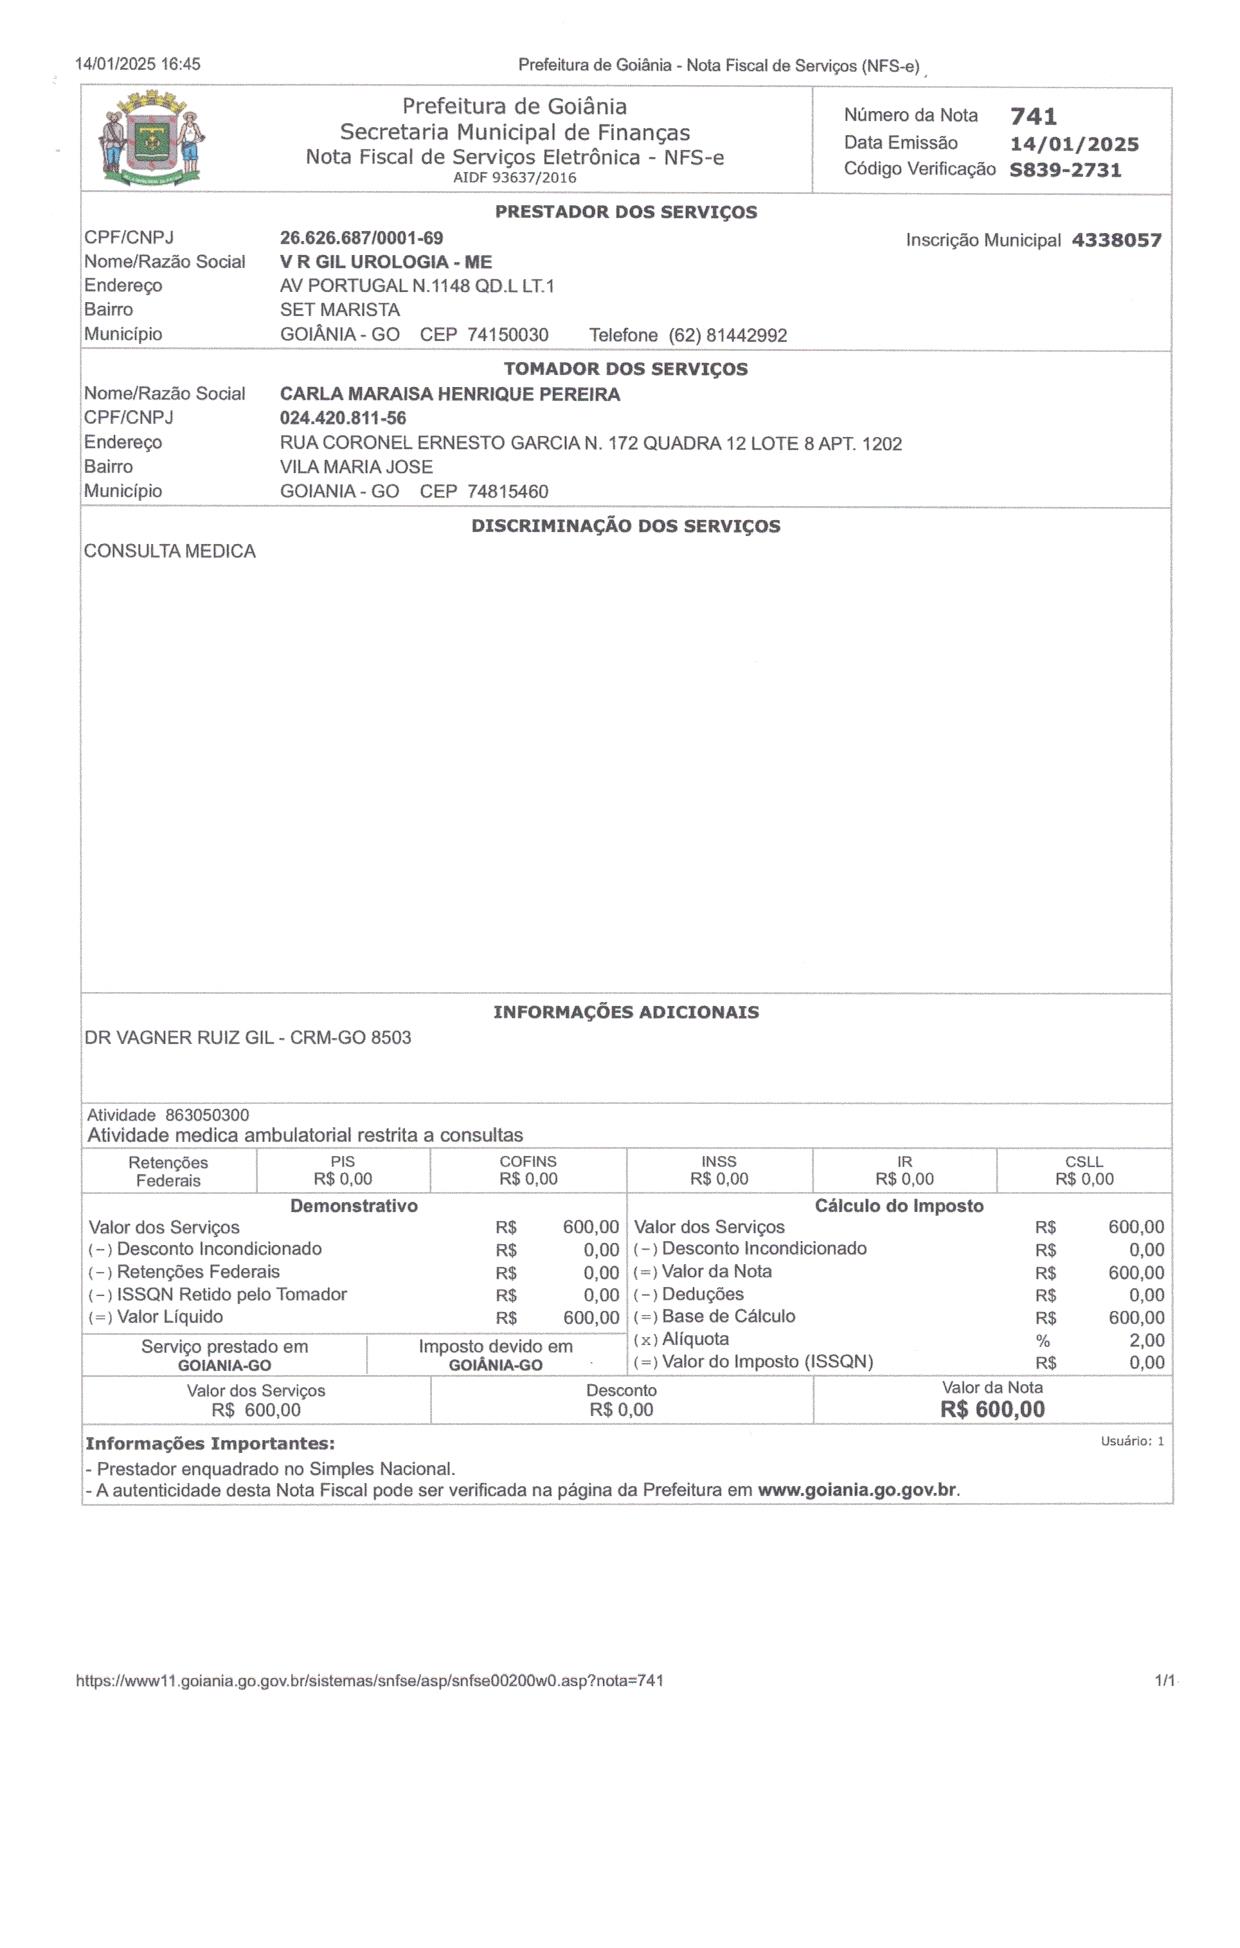 14/01/2025 16:45 Prefeitura de Goiânia - Nota Fiscal de Serviços (NFS-e)
Prefeitura de Goiânia
Secretaria Municipal de Finanças
Nota Fiscal de Serviços Eletrônica - NFS-e
AIDF 93637/2016
Número da Nota 741
Data Emissão 14/01/2025
Código Verificação S839-2731
PRESTADOR DOS SERVIÇOS
CPF/CNPJ 26.626.687/0001-69 Inscrição Municipal 4338057
Nome/Razão Social V R GIL UROLOGIA - ME
Endereço AV PORTUGAL N.1148 QD.L LT.1
Bairro SET MARISTA
Município GOIÂNIA - GO CEP 74150030 Telefone (62) 81442992
TOMADOR DOS SERVIÇOS
Nome/Razão Social CARLA MARAISA HENRIQUE PEREIRA
CPF/CNPJ 024.420.811-56
Endereço RUA CORONEL ERNESTO GARCIA N. 172 QUADRA 12 LOTE 8 APT. 1202
Bairro VILA MARIA JOSE
Município GOIANIA - GO CEP 74815460
DISCRIMINAÇÃO DOS SERVIÇOS
CONSULTA MEDICA
INFORMAÇÕES ADICIONAIS
DR VAGNER RUIZ GIL - CRM-GO 8503
Atividade 863050300
Atividade medica ambulatorial restrita a consultas
Retenções Federais
PIS R$ 0,00
COFINS R$ 0,00
INSS R$ 0,00
IR R$ 0,00
CSLL R$ 0,00
Demonstrativo
Valor dos Serviços R$ 600,00
(-) Desconto Incondicionado R$ 0,00
(-) Retenções Federais R$ 0,00
(-) ISSQN Retido pelo Tomador R$ 0,00
(=) Valor Líquido R$ 600,00
Serviço prestado em
GOIANIA-GO
Imposto devido em
GOIÂNIA-GO
Cálculo do Imposto
Valor dos Serviços R$ 600,00
(-) Desconto Incondicionado R$ 0,00
(=) Valor da Nota R$ 600,00
(-) Deduções R$ 0,00
(=) Base de Cálculo R$ 600,00
(x) Alíquota % 2,00
(=) Valor do Imposto (ISSQN) R$ 0,00
Valor dos Serviços
R$ 600,00
Desconto
R$ 0,00
Valor da Nota
R$ 600,00
Informações Importantes: Usuário: 1
- Prestador enquadrado no Simples Nacional.
- A autenticidade desta Nota Fiscal pode ser verificada na página da Prefeitura em www.goiania.go.gov.br.
https://www11.goiania.go.gov.br/sistemas/snfse/asp/snfse00200w0.asp?nota=741 1/1